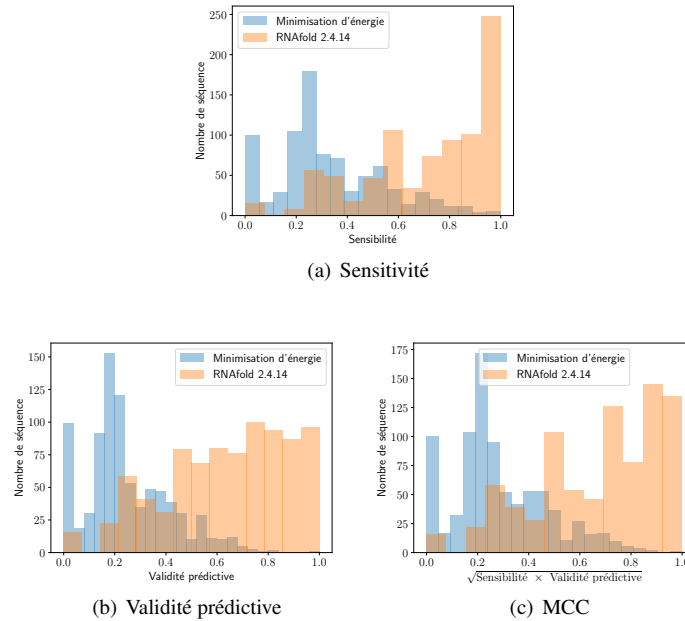 Minimisation d'énergie
RNAfold 2.4.14
250
200
150
100
50
0
Nombre de séquence
0.0 0.2 0.4 0.6 0.8 1.0
Sensibilité
(a) Sensitivité
Minimisation d'énergie
RNAfold 2.4.14
150
125
100
75
50
25
0
Nombre de séquence
0.0 0.2 0.4 0.6 0.8 1.0
Validité prédictive
(b) Validité prédictive
Minimisation d'énergie
RNAfold 2.4.14
175
150
125
100
75
50
25
0
Nombre de séquence
0.0 0.2 0.4 0.6 0.8 1.0
√Sensibilité × Validité prédictive
(c) MCC